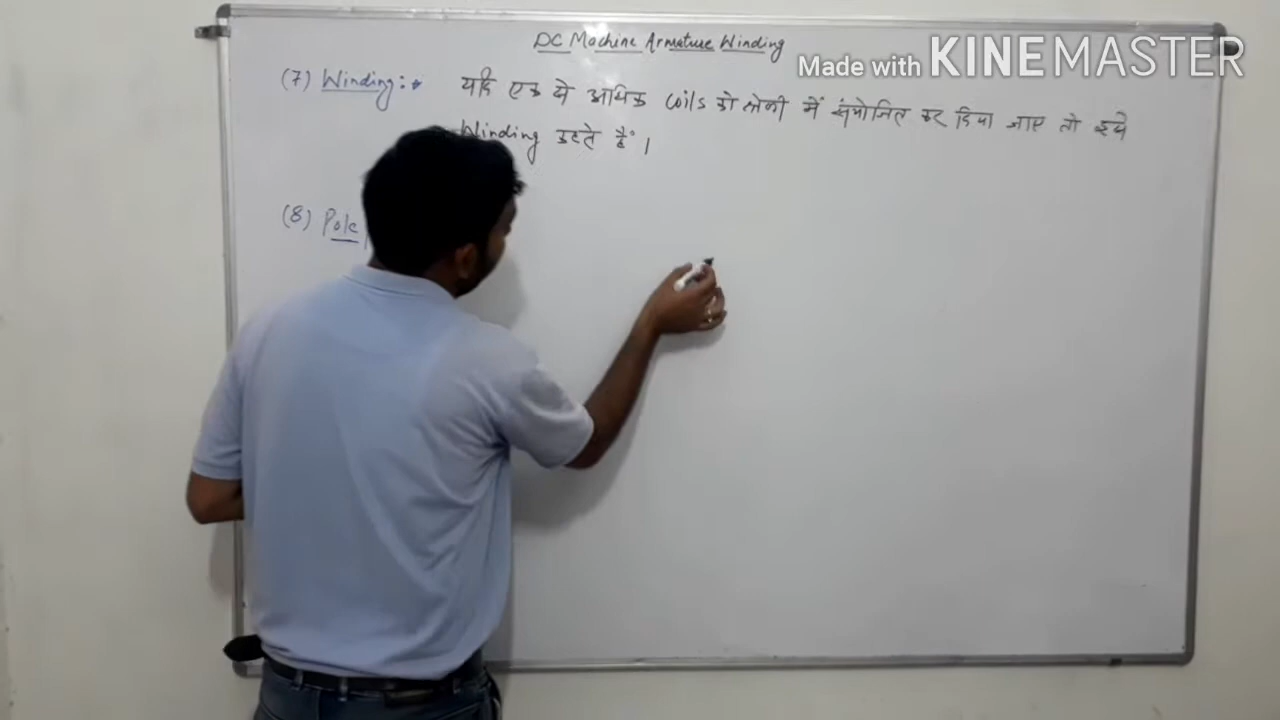 DC Machine Armature Winding
Made with KINEMASTER
(7) Winding :- यदि एक से अधिक coils को श्रेणी में संयोजित कर दिया जाए तो इसे
Winding कहते हैं।
(8) Pole